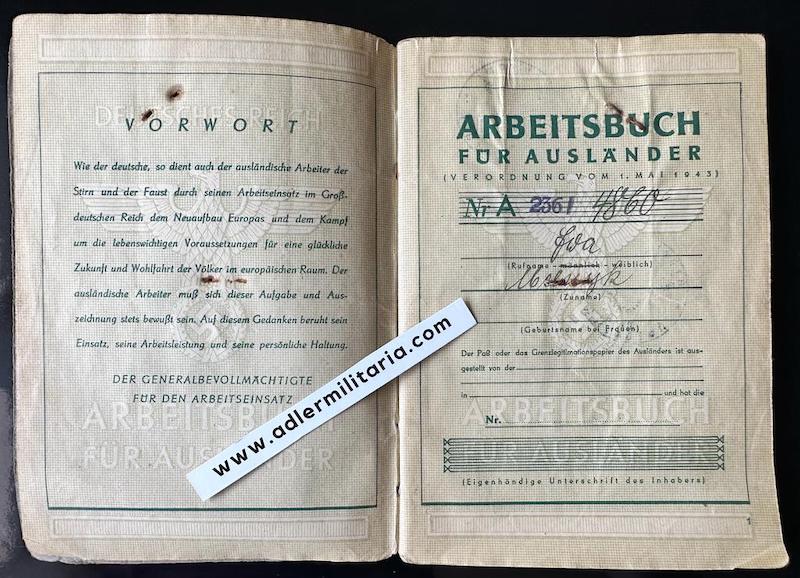 DEUTSCHES REICH
VORWORT
Wie der deutsche, so dient auch der ausländische Arbeiter der
Stirn und der Faust durch seinen Arbeitseinsatz im Groß-
deutschen Reich dem Neuaufbau Europas und dem Kampf
um die lebenswichtigen Voraussetzungen für eine glückliche
Zukunft und Wohlfahrt der Völker im europäischen Raum. Der
ausländische Arbeiter muß sich dieser Aufgabe und Aus-
zeichnung stets bewußt sein. Auf diesem Gedanken beruht sein
Einsatz, seine Arbeitsleistung und seine persönliche Haltung.
DER GENERALBEVOLLMÄCHTIGTE
FÜR DEN ARBEITSEINSATZ
ARBEITSBUCH
FÜR AUSLÄNDER
www.adlermilitaria.com
ARBEITSBUCH
FÜR AUSLÄNDER
(VERORDNUNG VOM 1. MAI 1943)
Nr A 236/ 4860
Eva
(Rufname - männlich - weiblich)
(Zuname)
(Geburtsname bei Frauen)
Der Paß oder das Grenzlegitimationspapier des Ausländers ist aus-
gestellt von der
in und hat die
Nr.
ARBEITSBUCH
FÜR AUSLÄNDER
(Eigenhändige Unterschrift des Inhabers)
1